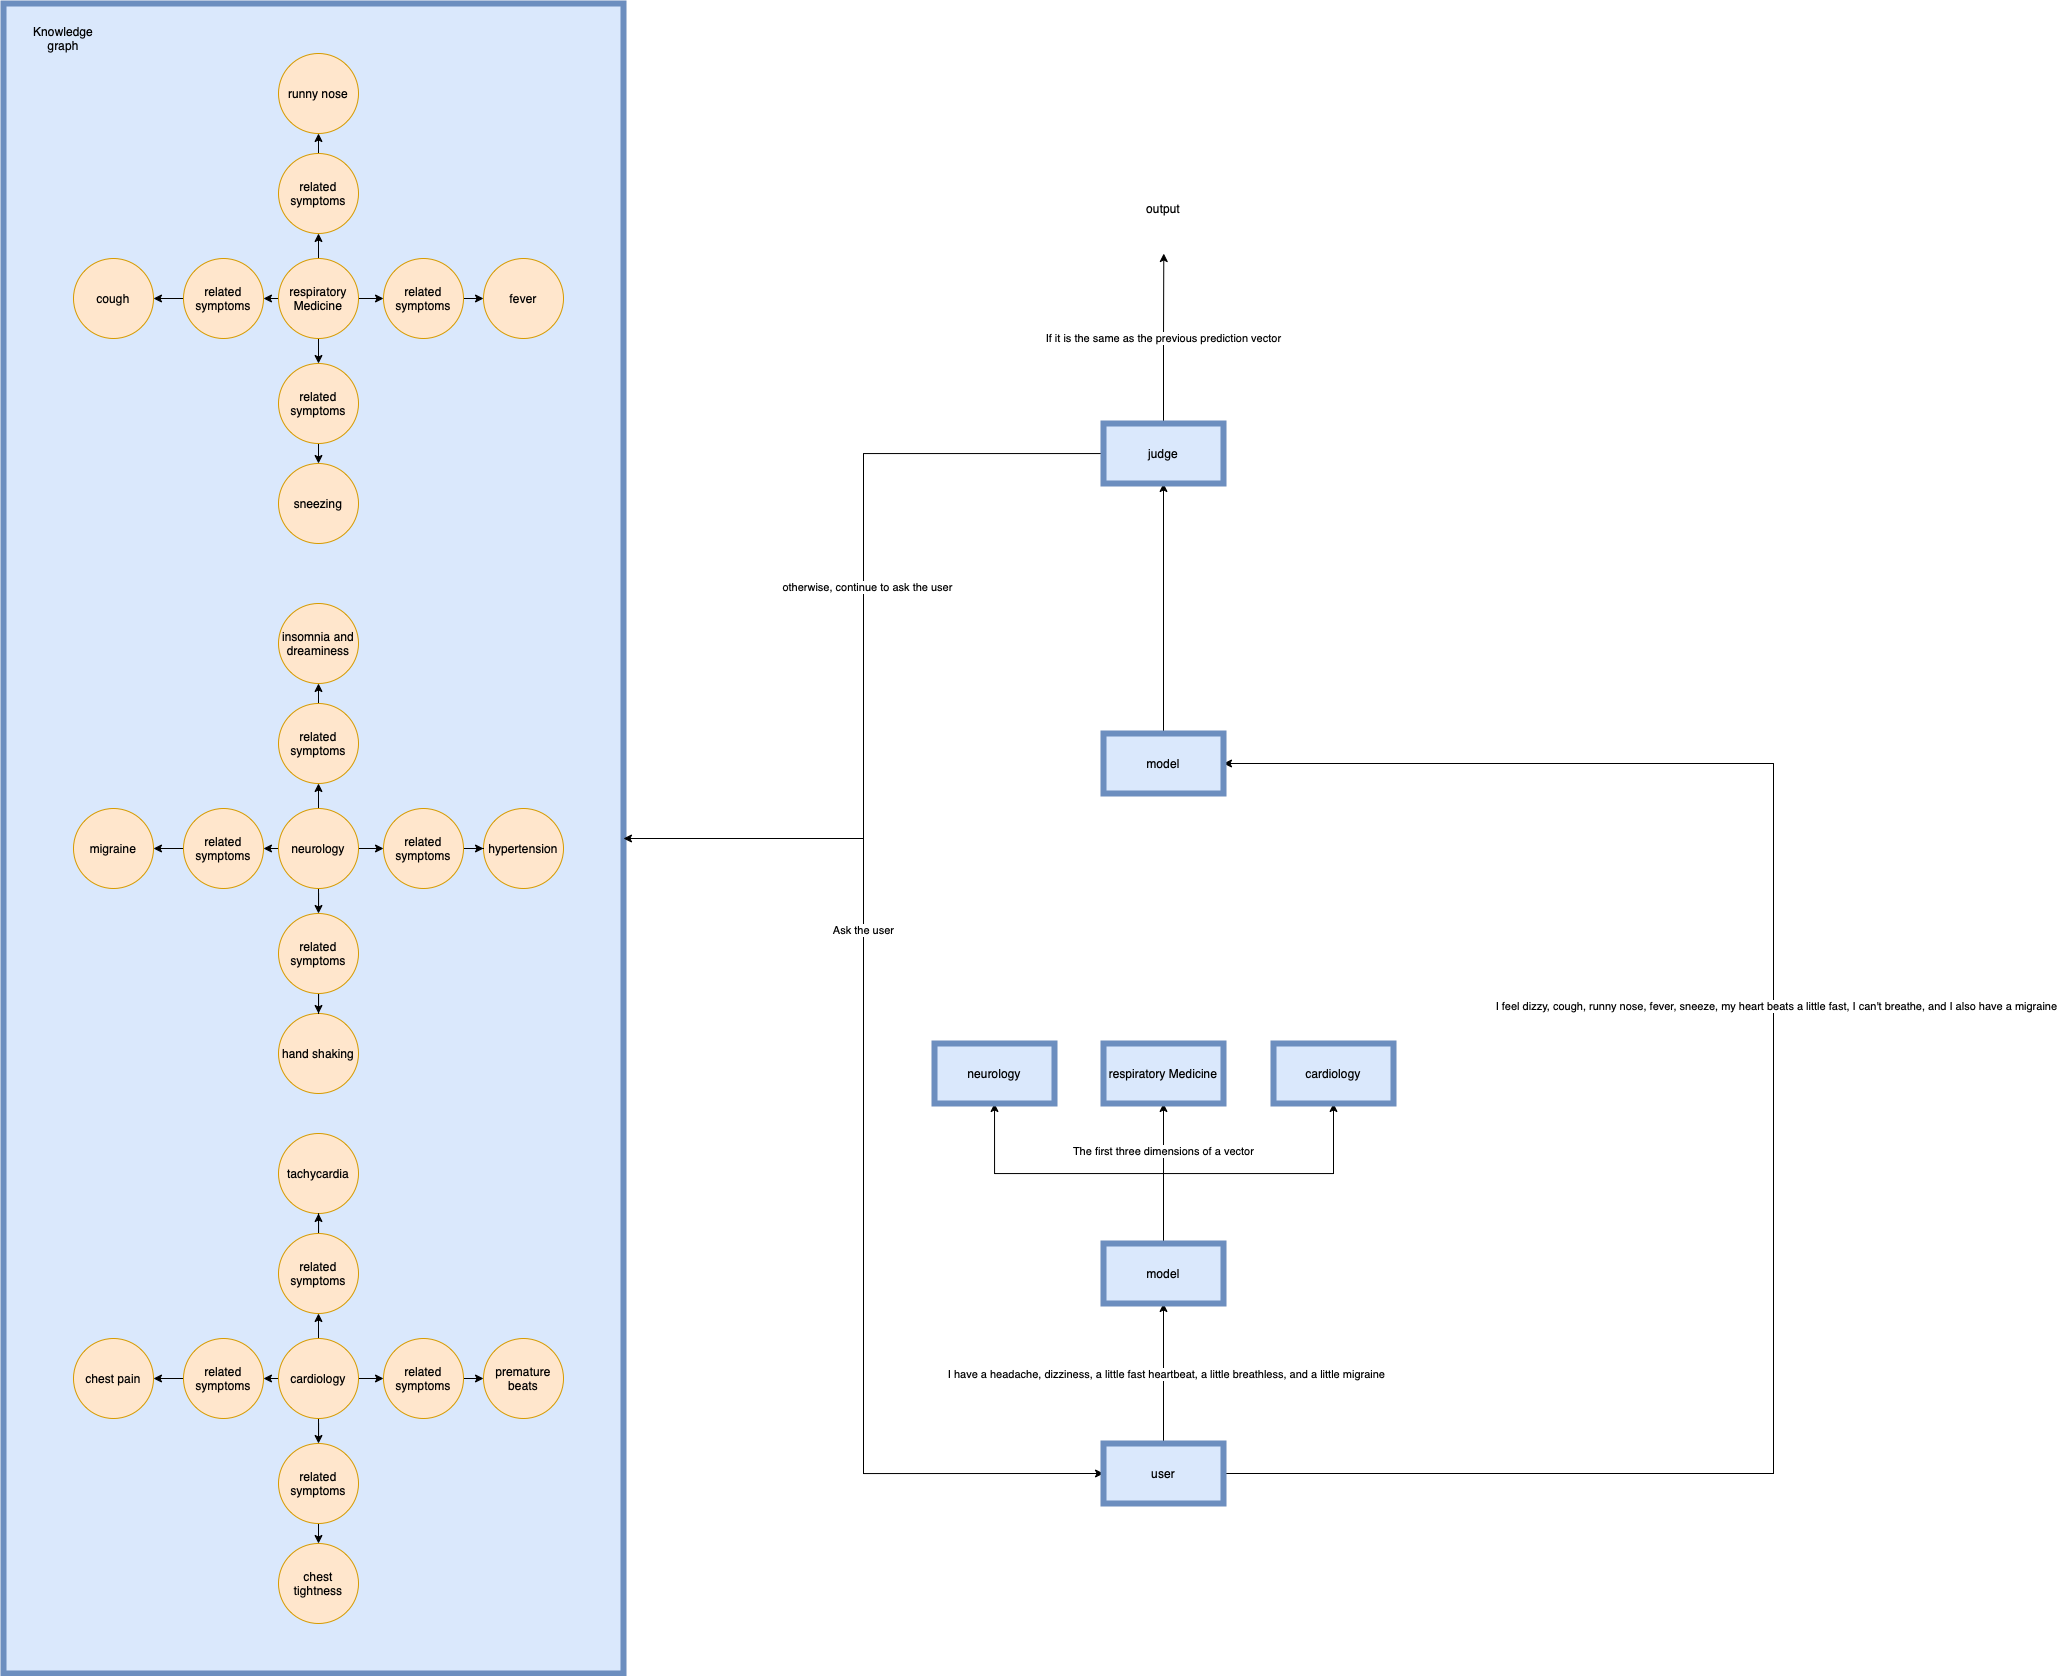 Knowledge
graph
runny nose
related
symptoms
cough
related
symptoms
respiratory
Medicine
related
symptoms
fever
related
symptoms
sneezing
insomnia and
dreaminess
related
symptoms
migraine
related
symptoms
neurology
related
symptoms
hypertension
related
symptoms
hand shaking
tachycardia
related
symptoms
chest pain
related
symptoms
cardiology
related
symptoms
premature
beats
related
symptoms
chest
tightness
output
If it is the same as the previous prediction vector
judge
otherwise, continue to ask the user
model
Ask the user
I feel dizzy, cough, runny nose, fever, sneeze, my heart beats a little fast, I can't breathe, and I also have a migraine
neurology
respiratory Medicine
cardiology
The first three dimensions of a vector
model
I have a headache, dizziness, a little fast heartbeat, a little breathless, and a little migraine
user